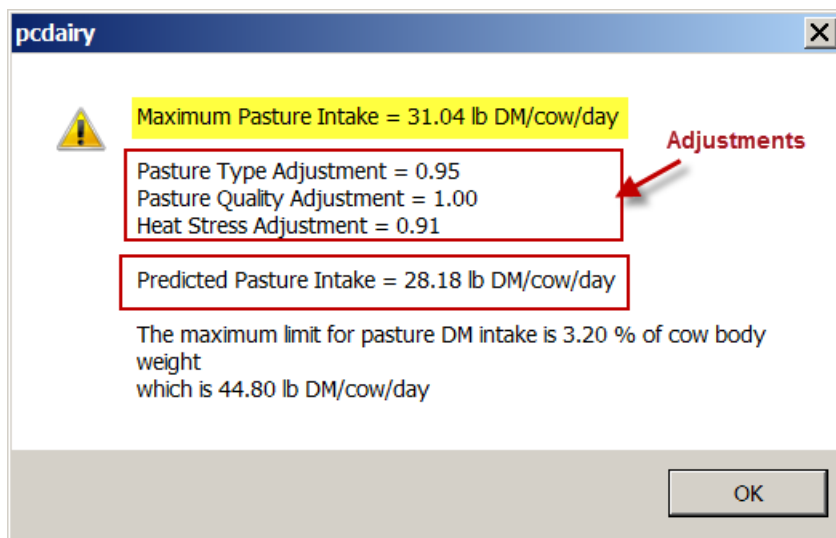 pcdairy
Maximum Pasture Intake = 31.04 lb DM/cow/day
Adjustments
Pasture Type Adjustment = 0.95
Pasture Quality Adjustment = 1.00
Heat Stress Adjustment = 0.91
Predicted Pasture Intake = 28.18 lb DM/cow/day
The maximum limit for pasture DM intake is 3.20 % of cow body
weight
which is 44.80 lb DM/cow/day
OK